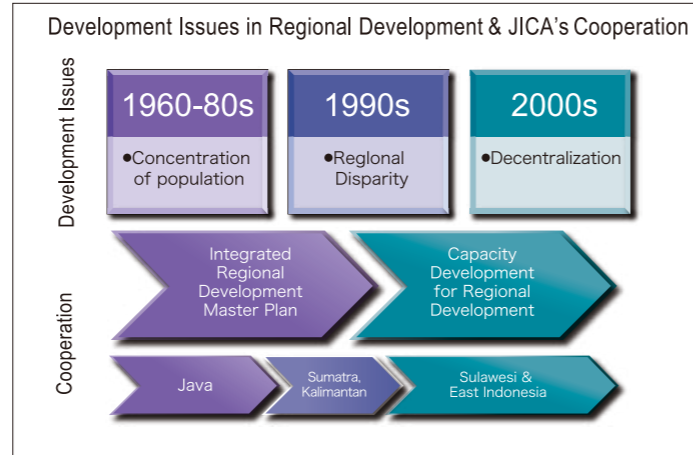 Development Issues in Regional Development & JICA's Cooperation
Development Issues
1960-80s
●Concentration
of population
1990s
●Regional
Disparity
2000s
●Decentralization
Cooperation
Integrated
Regional
Development
Master Plan
Capacity
Development
for Regional
Development
Java
Sumatra,
Kalimantan
Sulawesi &
East Indonesia